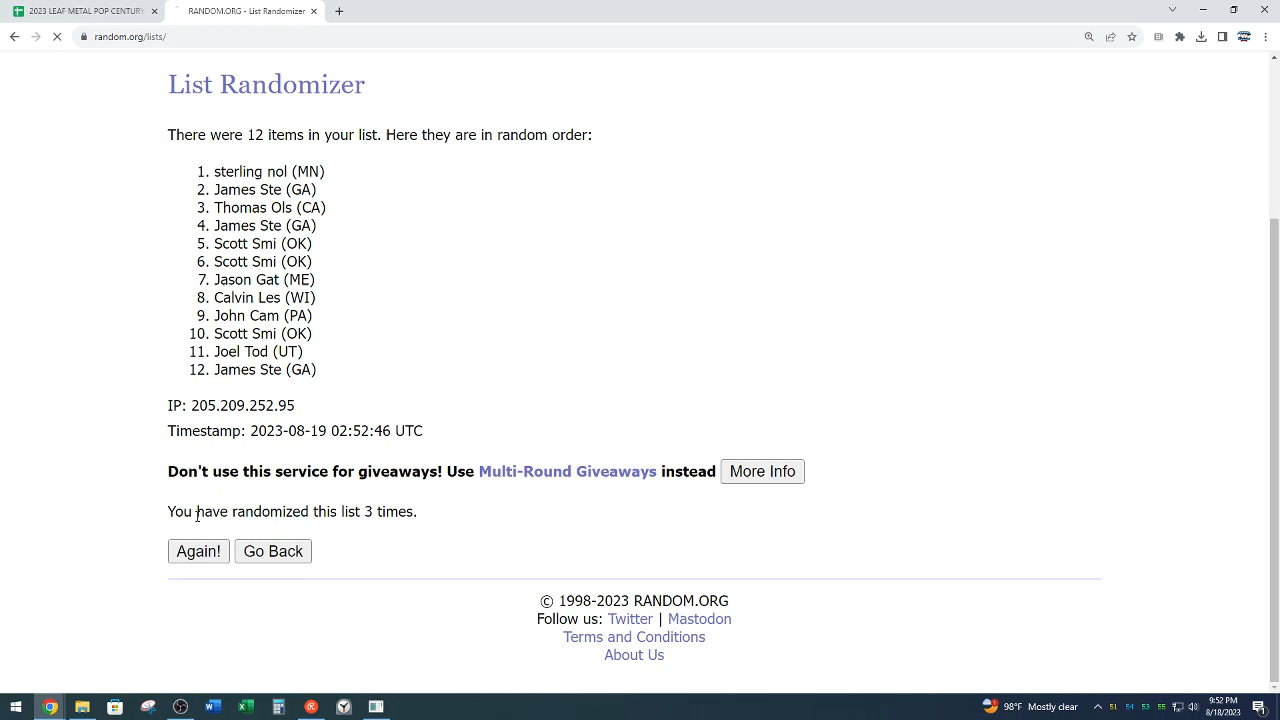 2023 LEAF METAL POP CENTURY
RANDOM.ORG - List Randomizer
random.org/lists/
List Randomizer
There were 12 items in your list. Here they are in random order:
1. sterling nol (MN)
2. James Ste (GA)
3. Thomas Ols (CA)
4. James Ste (GA)
5. Scott Smi (OK)
6. Scott Smi (OK)
7. Jason Gat (ME)
8. Calvin Les (WI)
9. John Cam (PA)
10. Scott Smi (OK)
11. Joel Tod (UT)
12. James Ste (GA)
IP: 205.209.252.95
Timestamp: 2023-08-19 02:52:46 UTC
Don't use this service for giveaways! Use Multi-Round Giveaways instead More Info
You have randomized this list 3 times.
Again! Go Back
© 1998-2023 RANDOM.ORG
Follow us: Twitter | Mastodon
Terms and Conditions
About Us
98°F Mostly clear
51 54 53 55
9:52 PM
8/18/2023